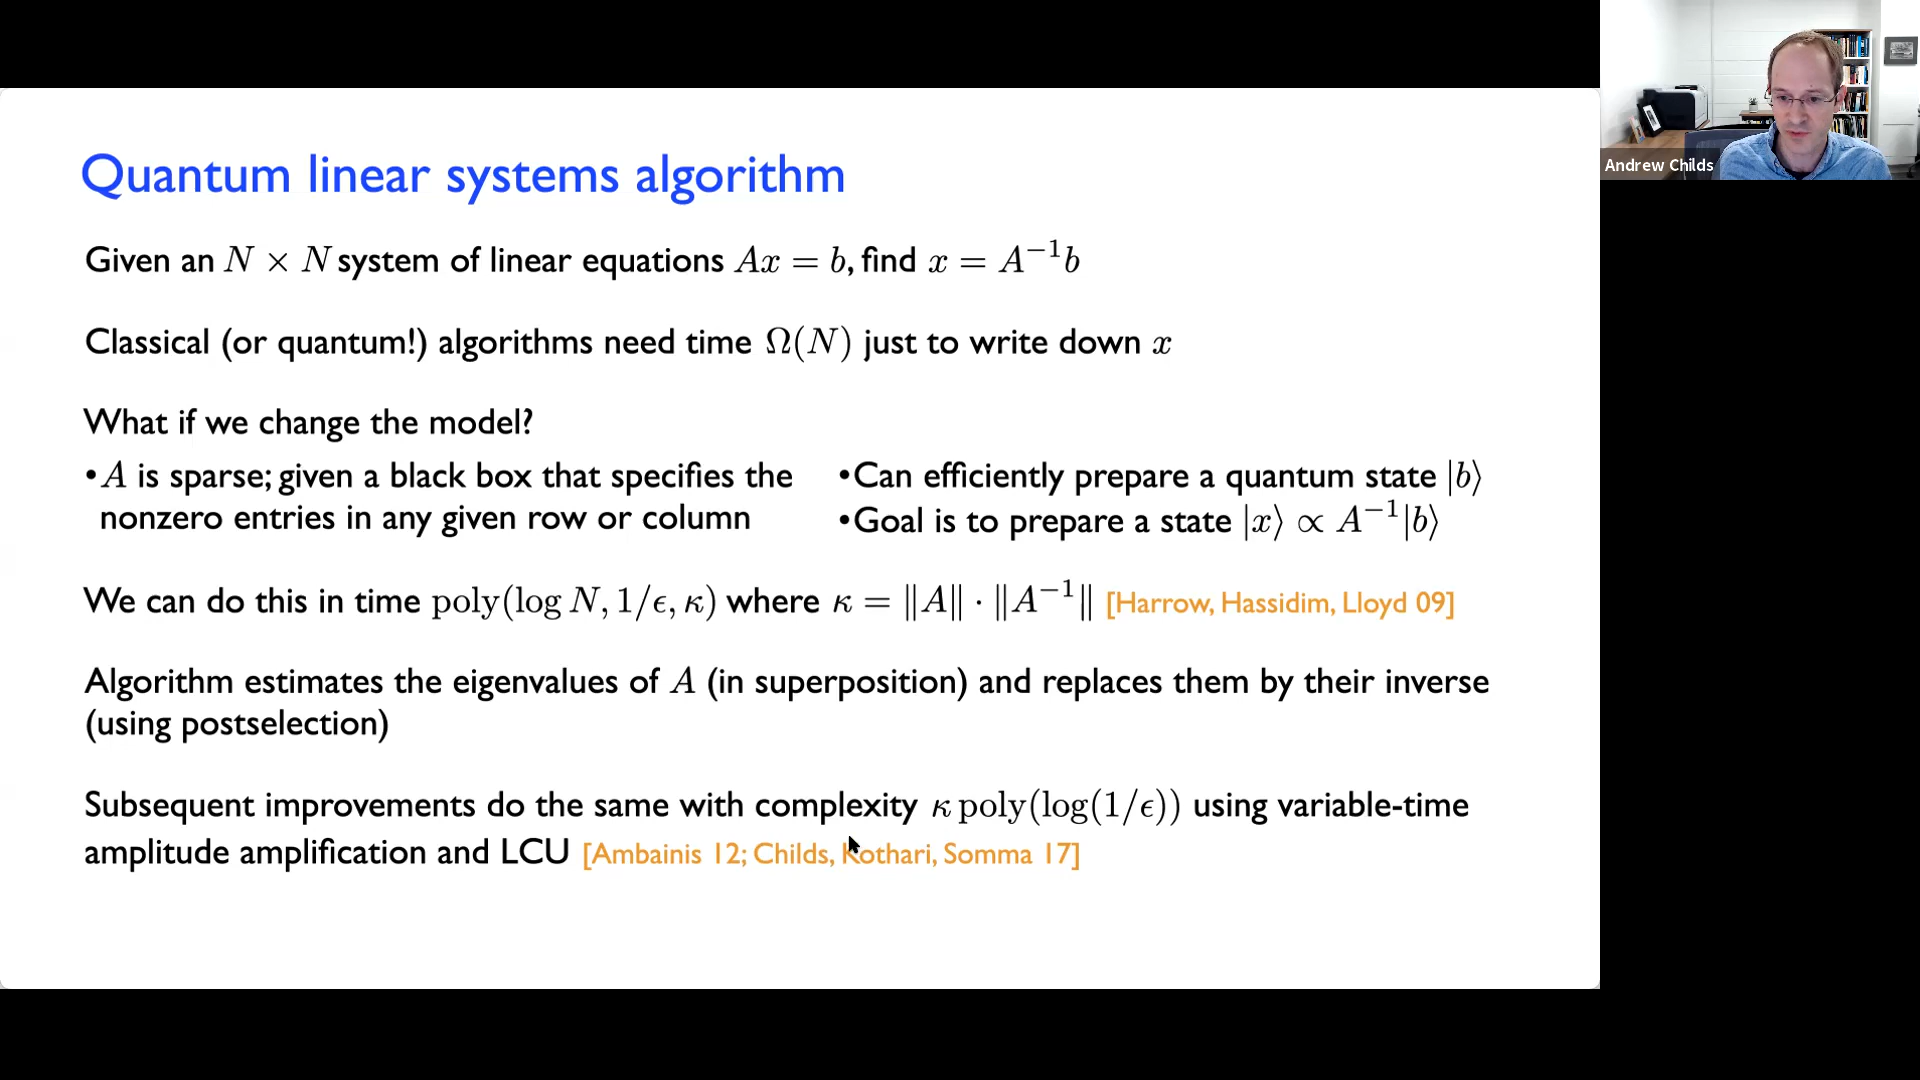 Quantum linear systems algorithm
Given an N × N system of linear equations Ax = b, find x = A⁻¹b
Classical (or quantum!) algorithms need time Ω(N) just to write down x
What if we change the model?
•A is sparse; given a black box that specifies the
nonzero entries in any given row or column
•Can efficiently prepare a quantum state |b⟩
•Goal is to prepare a state |x⟩ ∝ A⁻¹|b⟩
We can do this in time poly(log N, 1/ϵ, κ) where κ = ‖A‖ · ‖A⁻¹‖ [Harrow, Hassidim, Lloyd 09]
Algorithm estimates the eigenvalues of A (in superposition) and replaces them by their inverse
(using postselection)
Subsequent improvements do the same with complexity κ poly(log(1/ϵ)) using variable-time
amplitude amplification and LCU [Ambainis 12; Childs, Kothari, Somma 17]
Andrew Childs